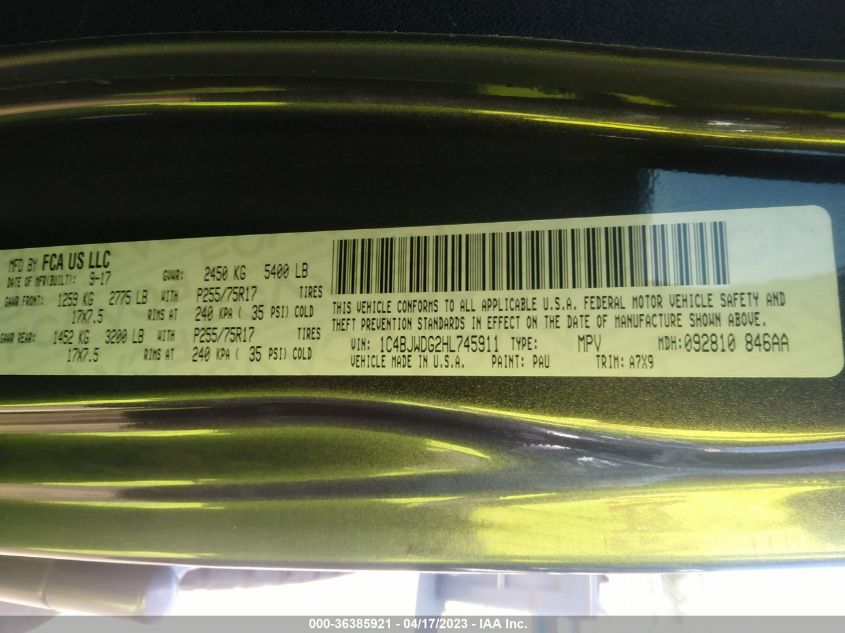 MFD BY FCA US LLC
DATE OF MFR(BUILT): 9-17 GVWR: 2450 KG 5400 LB
GAWR FRONT: 1259 KG 2775 LB WITH P255/75R17 TIRES
17X7.5 RIMS AT 240 KPA ( 35 PSI) COLD
GAWR REAR: 1452 KG 3200 LB WITH P255/75R17 TIRES
17X7.5 RIMS AT 240 KPA ( 35 PSI) COLD
THIS VEHICLE CONFORMS TO ALL APPLICABLE U.S.A. FEDERAL MOTOR VEHICLE SAFETY AND
THEFT PREVENTION STANDARDS IN EFFECT ON THE DATE OF MANUFACTURE SHOWN ABOVE.
VIN: 1C4BJWDG2HL745911 TYPE: MPV MDH: 092810 846AA
VEHICLE MADE IN U.S.A. PAINT: PAU TRIM: A7X9
000-36385921 - 04/17/2023 - IAA Inc.